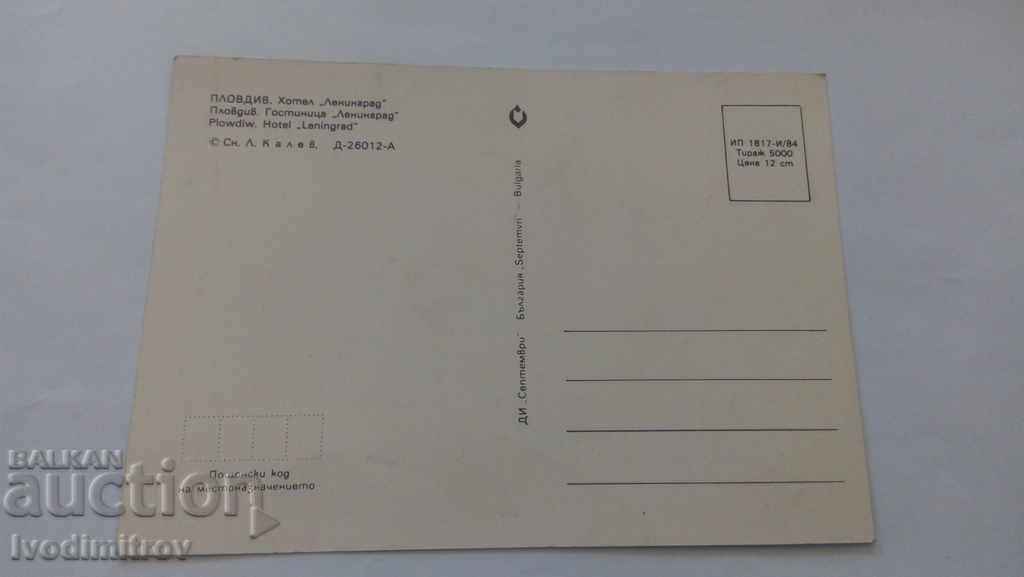 ПЛОВДИВ. Хотел „Ленинград"
Пловдив. Гостиница „Ленинград"
Plowdiw. Hotel „Leningrad"
© Сн. Л. Калев, Д-26012-А
ИП 1817-И/84
Тираж 5000
Цена 12 ст
ДИ „Септември" България „Septemvri" — Bulgaria
Пощенски код
на местоназначението
BALKAN
auction
Ivodimitrov